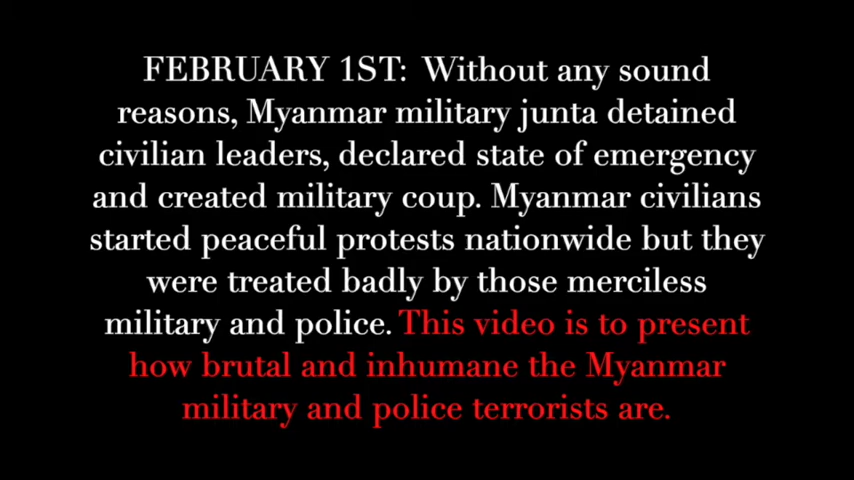 FEBRUARY 1ST: Without any sound
reasons, Myanmar military junta detained
civilian leaders, declared state of emergency
and created military coup. Myanmar civilians
started peaceful protests nationwide but they
were treated badly by those merciless
military and police. This video is to present
how brutal and inhumane the Myanmar
military and police terrorists are.